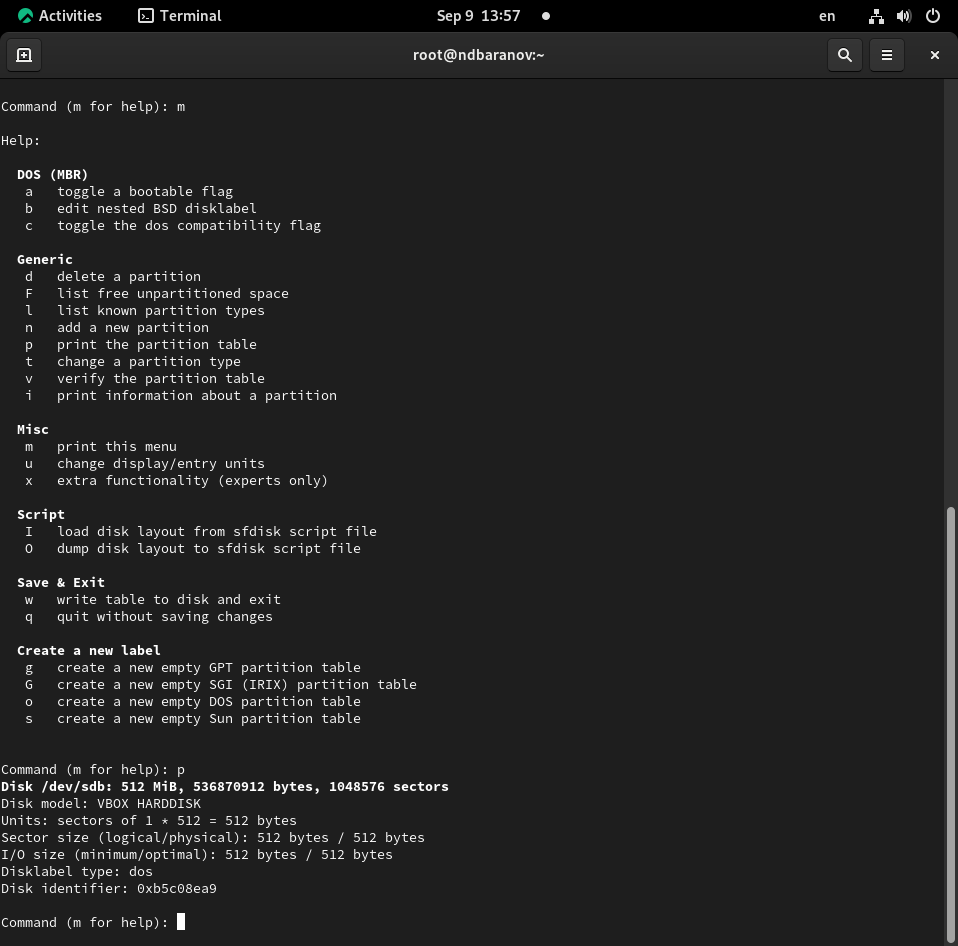 Activities Terminal Sep 9 13:57 en
root@ndbaranov:~
Command (m for help): m
Help:
DOS (MBR)
a toggle a bootable flag
b edit nested BSD disklabel
c toggle the dos compatibility flag
Generic
d delete a partition
F list free unpartitioned space
l list known partition types
n add a new partition
p print the partition table
t change a partition type
v verify the partition table
i print information about a partition
Misc
m print this menu
u change display/entry units
x extra functionality (experts only)
Script
I load disk layout from sfdisk script file
O dump disk layout to sfdisk script file
Save & Exit
w write table to disk and exit
q quit without saving changes
Create a new label
g create a new empty GPT partition table
G create a new empty SGI (IRIX) partition table
o create a new empty DOS partition table
s create a new empty Sun partition table
Command (m for help): p
Disk /dev/sdb: 512 MiB, 536870912 bytes, 1048576 sectors
Disk model: VBOX HARDDISK
Units: sectors of 1 * 512 = 512 bytes
Sector size (logical/physical): 512 bytes / 512 bytes
I/O size (minimum/optimal): 512 bytes / 512 bytes
Disklabel type: dos
Disk identifier: 0xb5c08ea9
Command (m for help):